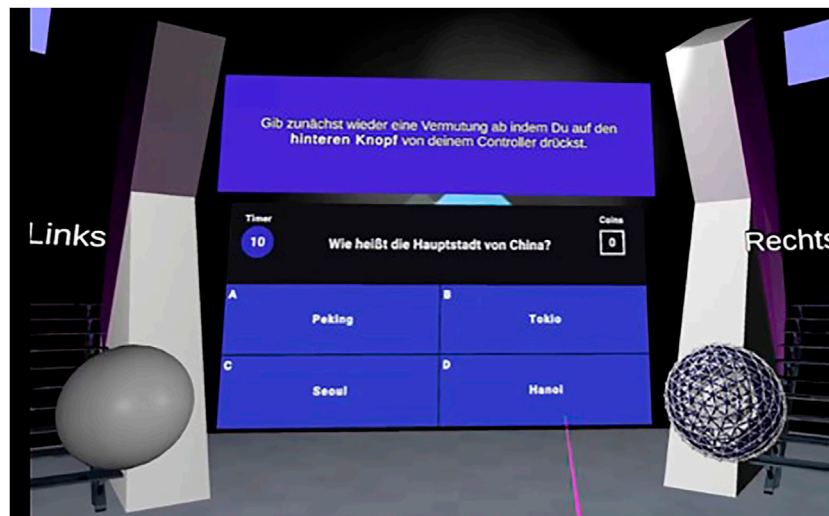 Gib zunächst wieder eine Vermutung ab indem Du auf den
hinteren Knopf von deinem Controller drückst.
Links
Rechts
Timer
10
Wie heißt die Hauptstadt von China?
Coins
0
A
Peking
B
Tokio
C
Seoul
D
Hanoi